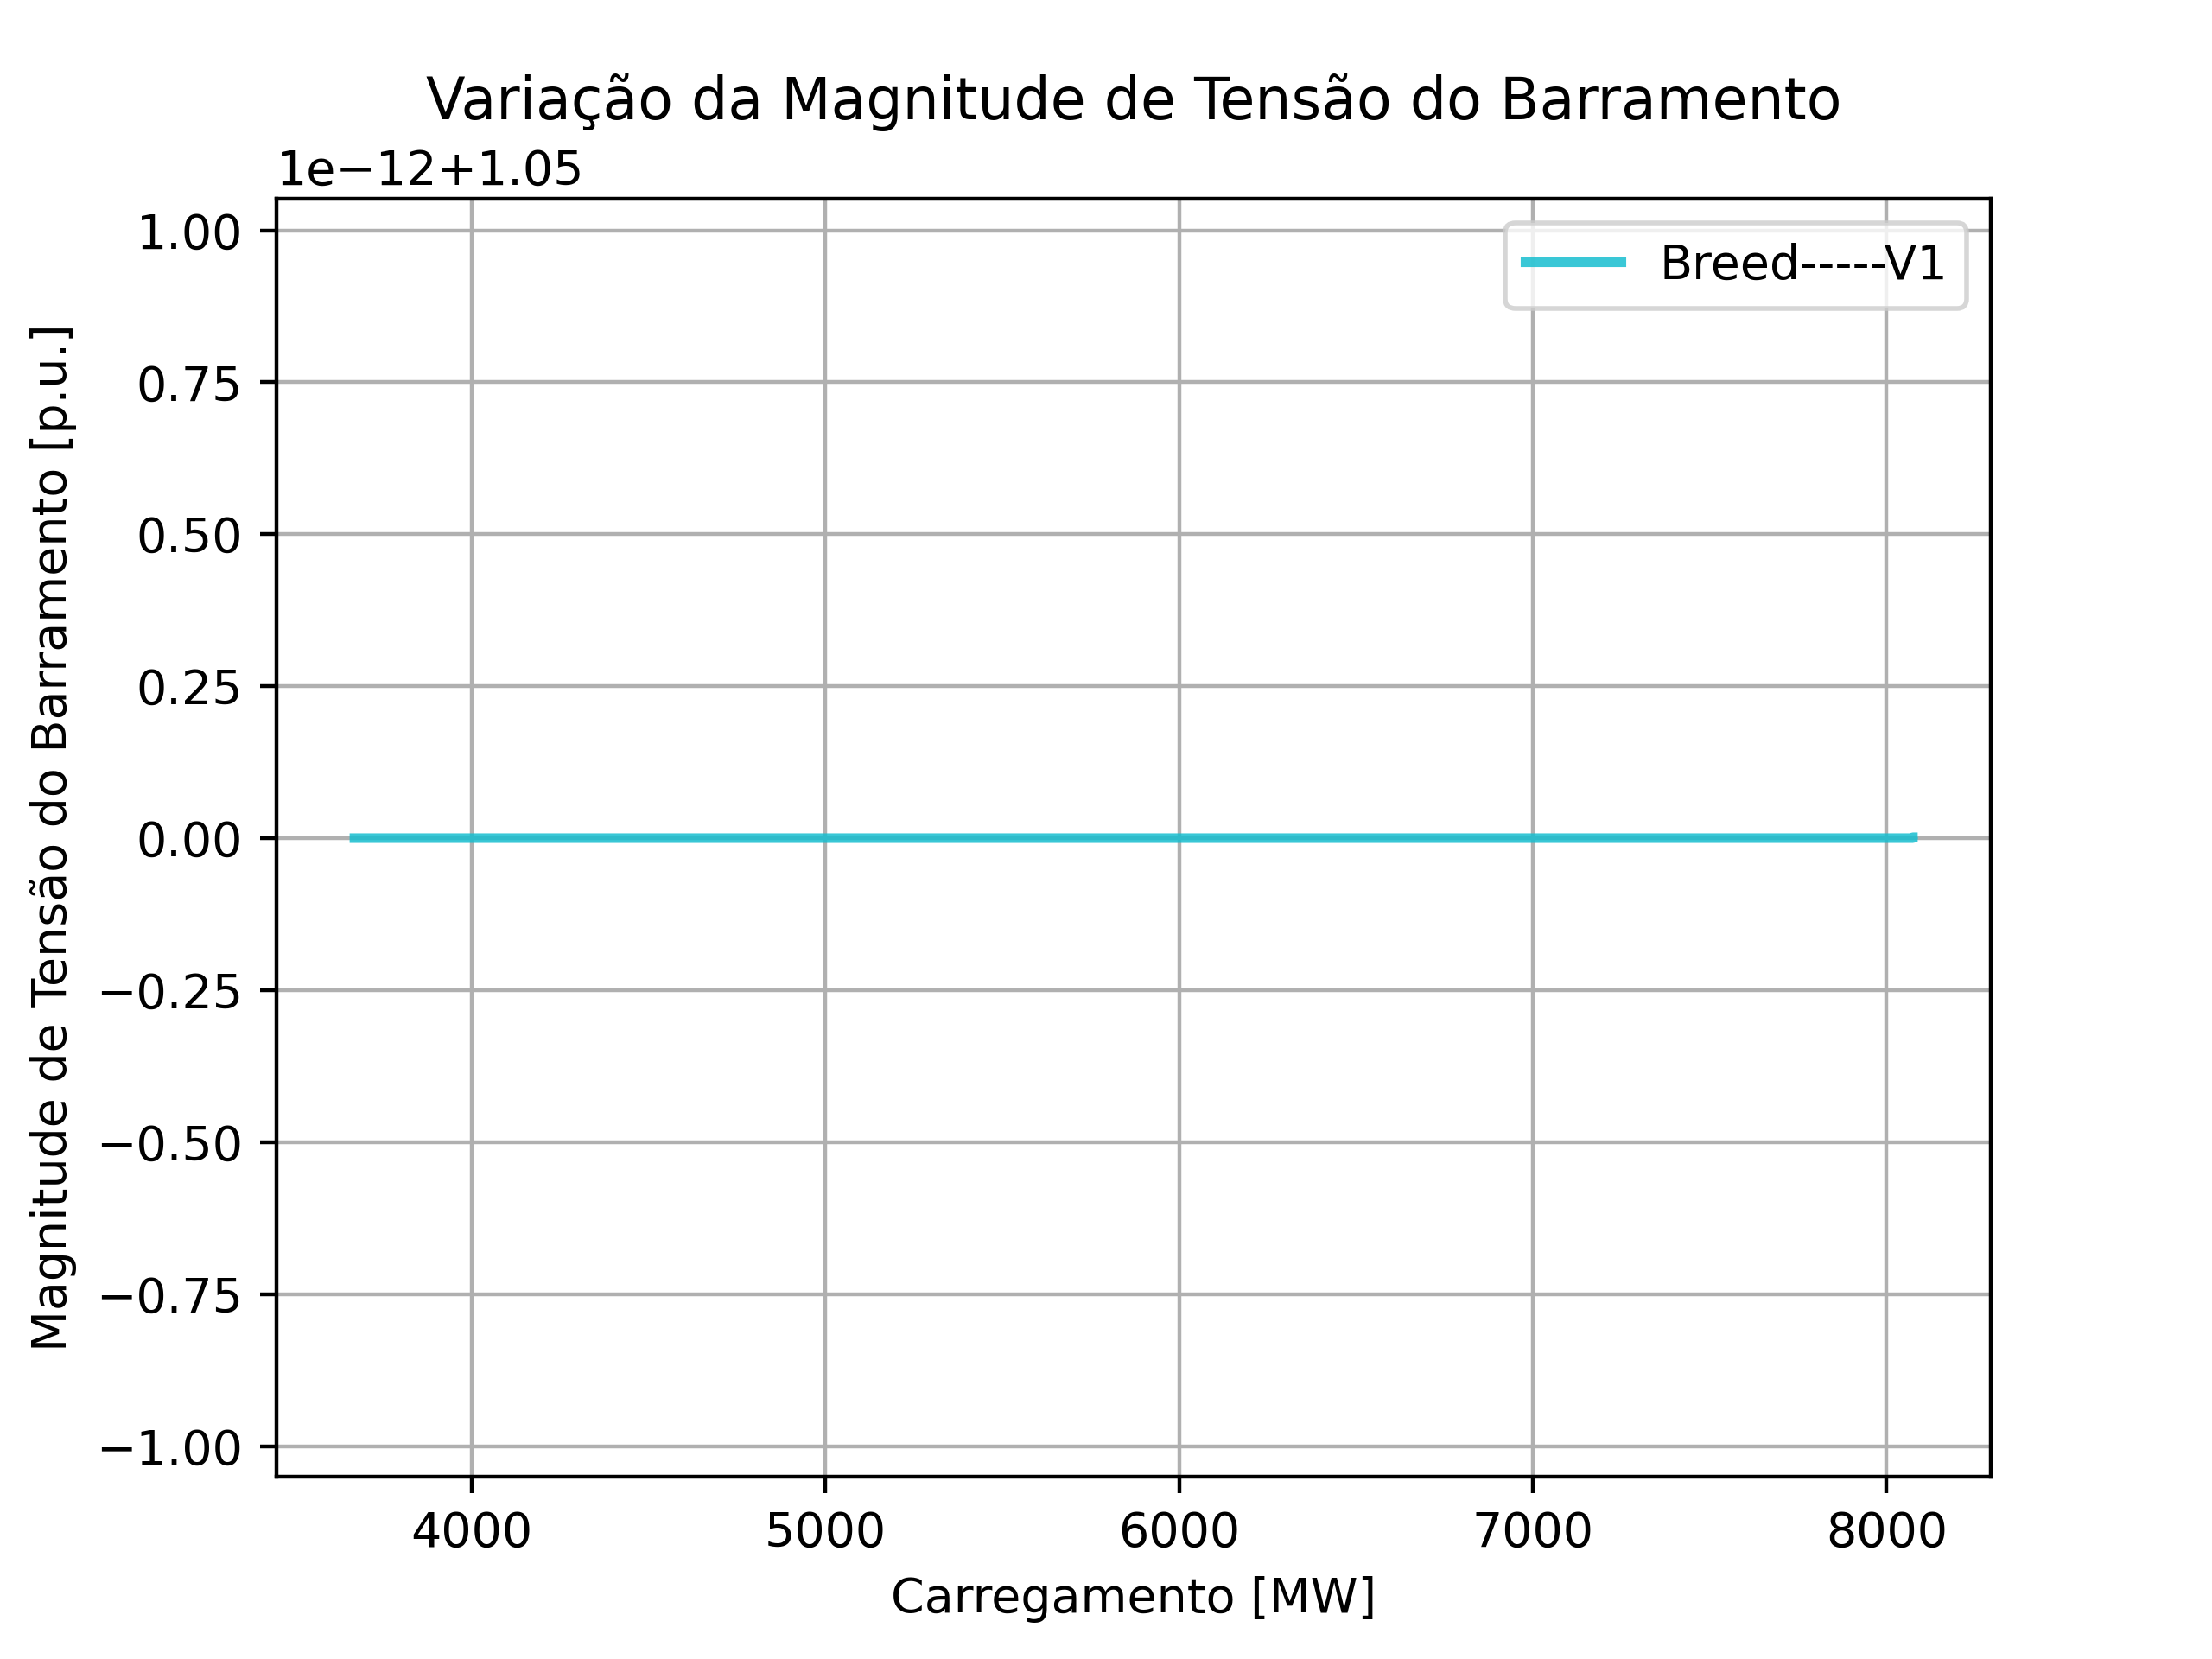 Variação da Magnitude de Tensão do Barramento
1e−12+1.05
Breed-----V1
Magnitude de Tensão do Barramento [p.u.]
1.00
0.75
0.50
0.25
0.00
−0.25
−0.50
−0.75
−1.00
4000 5000 6000 7000 8000
Carregamento [MW]